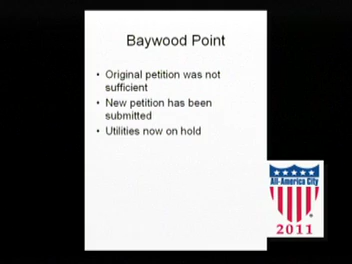 Baywood Point
• Original petition was not
sufficient
• New petition has been
submitted
• Utilities now on hold
All-America City
2011